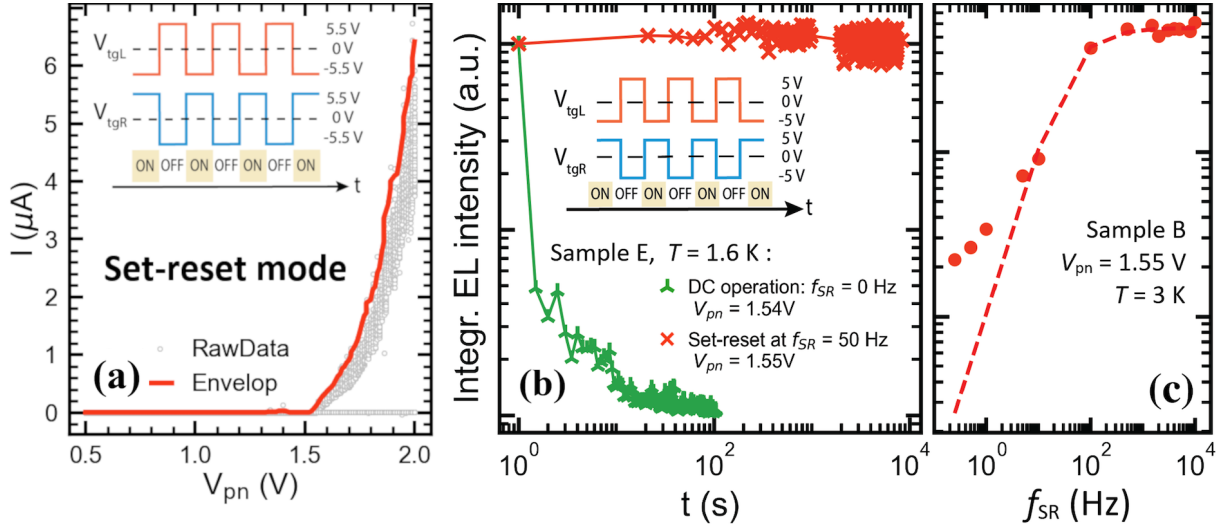 V_tgL
5.5 V
0 V
-5.5V
V_tgR
5.5V
0 V
-5.5V
ON OFF ON OFF ON OFF ON
t
Set-reset mode
RawData
Envelop
(a)
I (μA)
0
1
2
3
4
5
6
0.5
1.0
1.5
2.0
V_pn (V)
Integr. EL intensity (a.u.)
V_tgL
5 V
0 V
-5 V
V_tgR
5 V
0 V
-5 V
ON OFF ON OFF ON OFF ON
t
Sample E, T = 1.6 K :
DC operation: f_SR = 0 Hz
V_pn = 1.54V
Set-reset at f_SR = 50 Hz
V_pn = 1.55V
(b)
10^0
10^2
10^4
t (s)
Sample B
V_pn = 1.55 V
T = 3 K
(c)
10^0
10^2
10^4
f_SR (Hz)